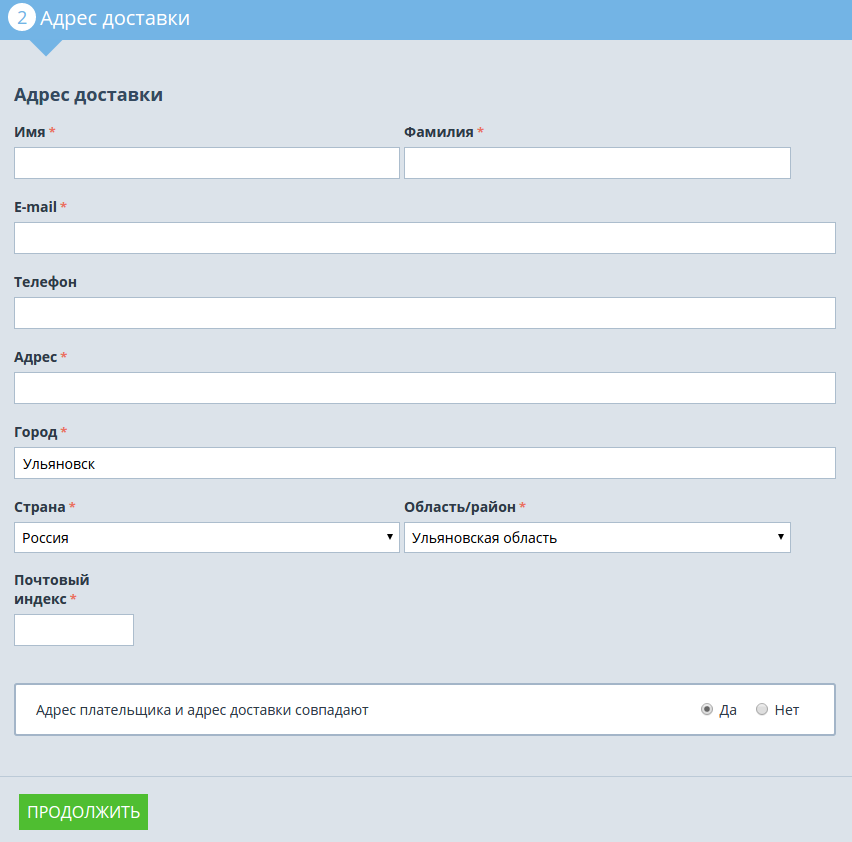 2 Адрес доставки
Адрес доставки
Имя * Фамилия *
E-mail *
Телефон
Адрес *
Город *
Ульяновск
Страна * Область/район *
Россия Ульяновская область
Почтовый
индекс *
Адрес плательщика и адрес доставки совпадают Да Нет
ПРОДОЛЖИТЬ